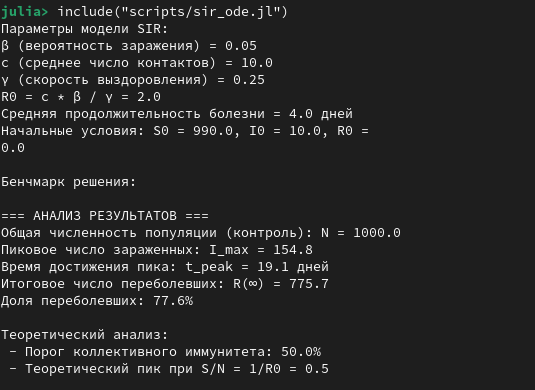 julia> include("scripts/sir_ode.jl")
Параметры модели SIR:
β (вероятность заражения) = 0.05
c (среднее число контактов) = 10.0
γ (скорость выздоровления) = 0.25
R0 = c * β / γ = 2.0
Средняя продолжительность болезни = 4.0 дней
Начальные условия: S0 = 990.0, I0 = 10.0, R0 =
0.0
Бенчмарк решения:
=== АНАЛИЗ РЕЗУЛЬТАТОВ ===
Общая численность популяции (контроль): N = 1000.0
Пиковое число зараженных: I_max = 154.8
Время достижения пика: t_peak = 19.1 дней
Итоговое число переболевших: R(∞) = 775.7
Доля переболевших: 77.6%
Теоретический анализ:
- Порог коллективного иммунитета: 50.0%
- Теоретический пик при S/N = 1/R0 = 0.5